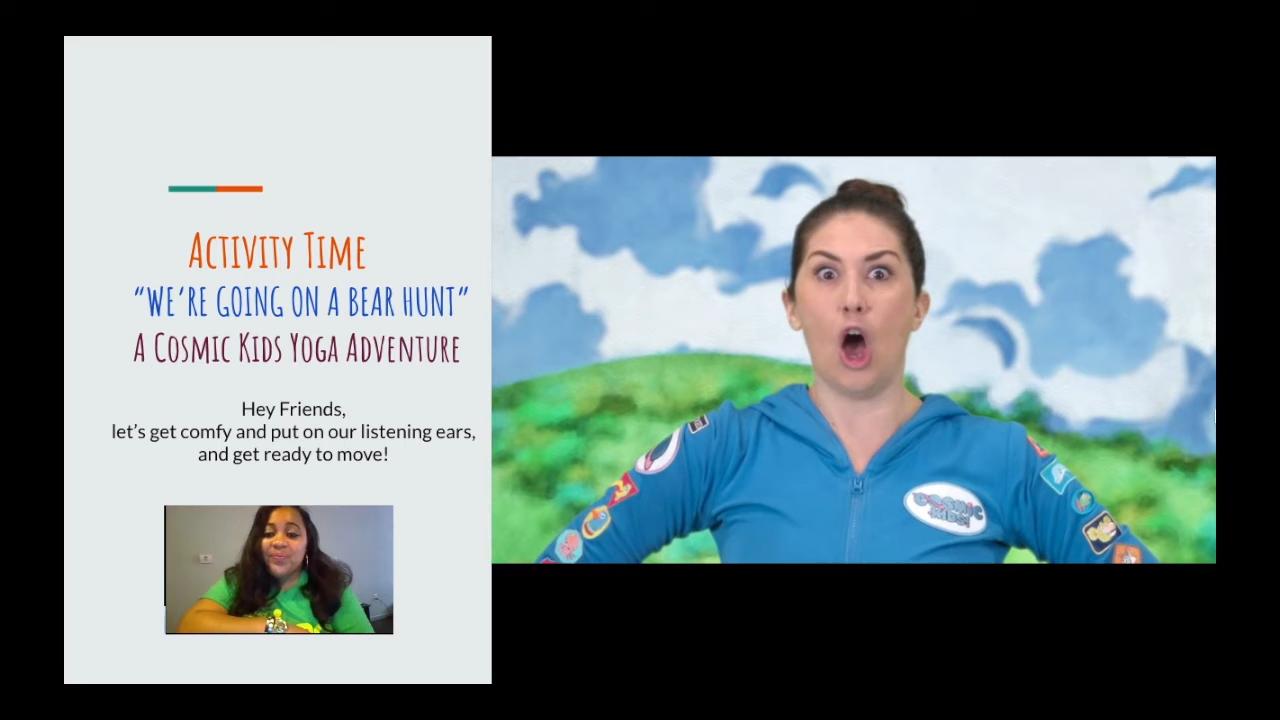 Activity Time
“WE’RE GOING ON A BEAR HUNT”
A Cosmic Kids Yoga Adventure
Hey Friends,
let’s get comfy and put on our listening ears,
and get ready to move!
COSMIC
KiDS!